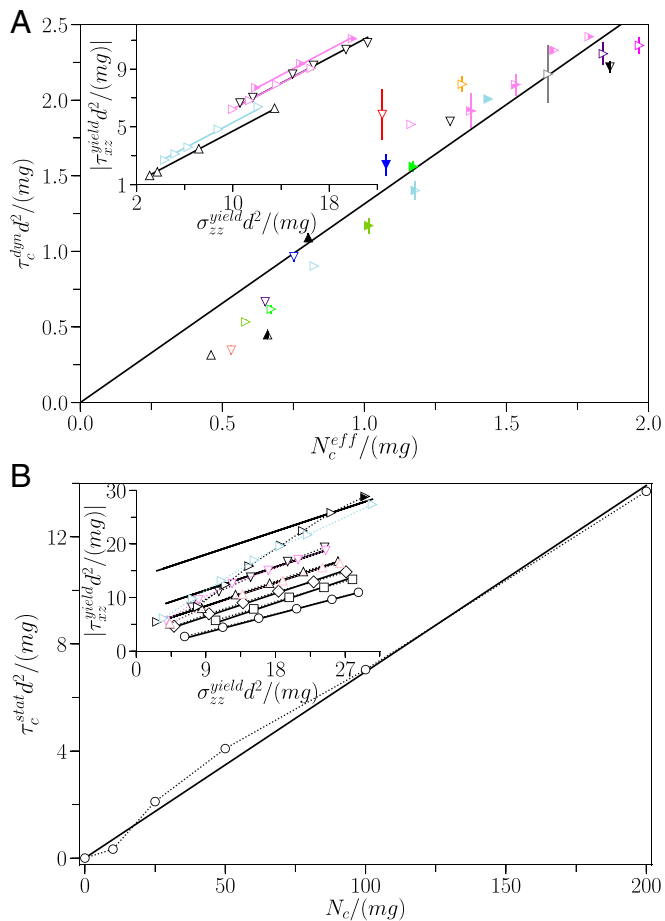 A
2.5
2.0
1.5
1.0
0.5
0.0
τ_c^{dyn} d^2/(mg)
0.0 0.5 1.0 1.5 2.0
N_c^{eff}/(mg)
11
9
5
1
|τ_{xz}^{yield} d^2/(mg)|
2 10 18
σ_{zz}^{yield} d^2/(mg)
B
12
8
4
0
τ_c^{stat} d^2/(mg)
0 50 100 150 200
N_c/(mg)
30
20
10
0
|τ_{xz}^{yield} d^2/(mg)|
0 9 18 27
σ_{zz}^{yield} d^2/(mg)